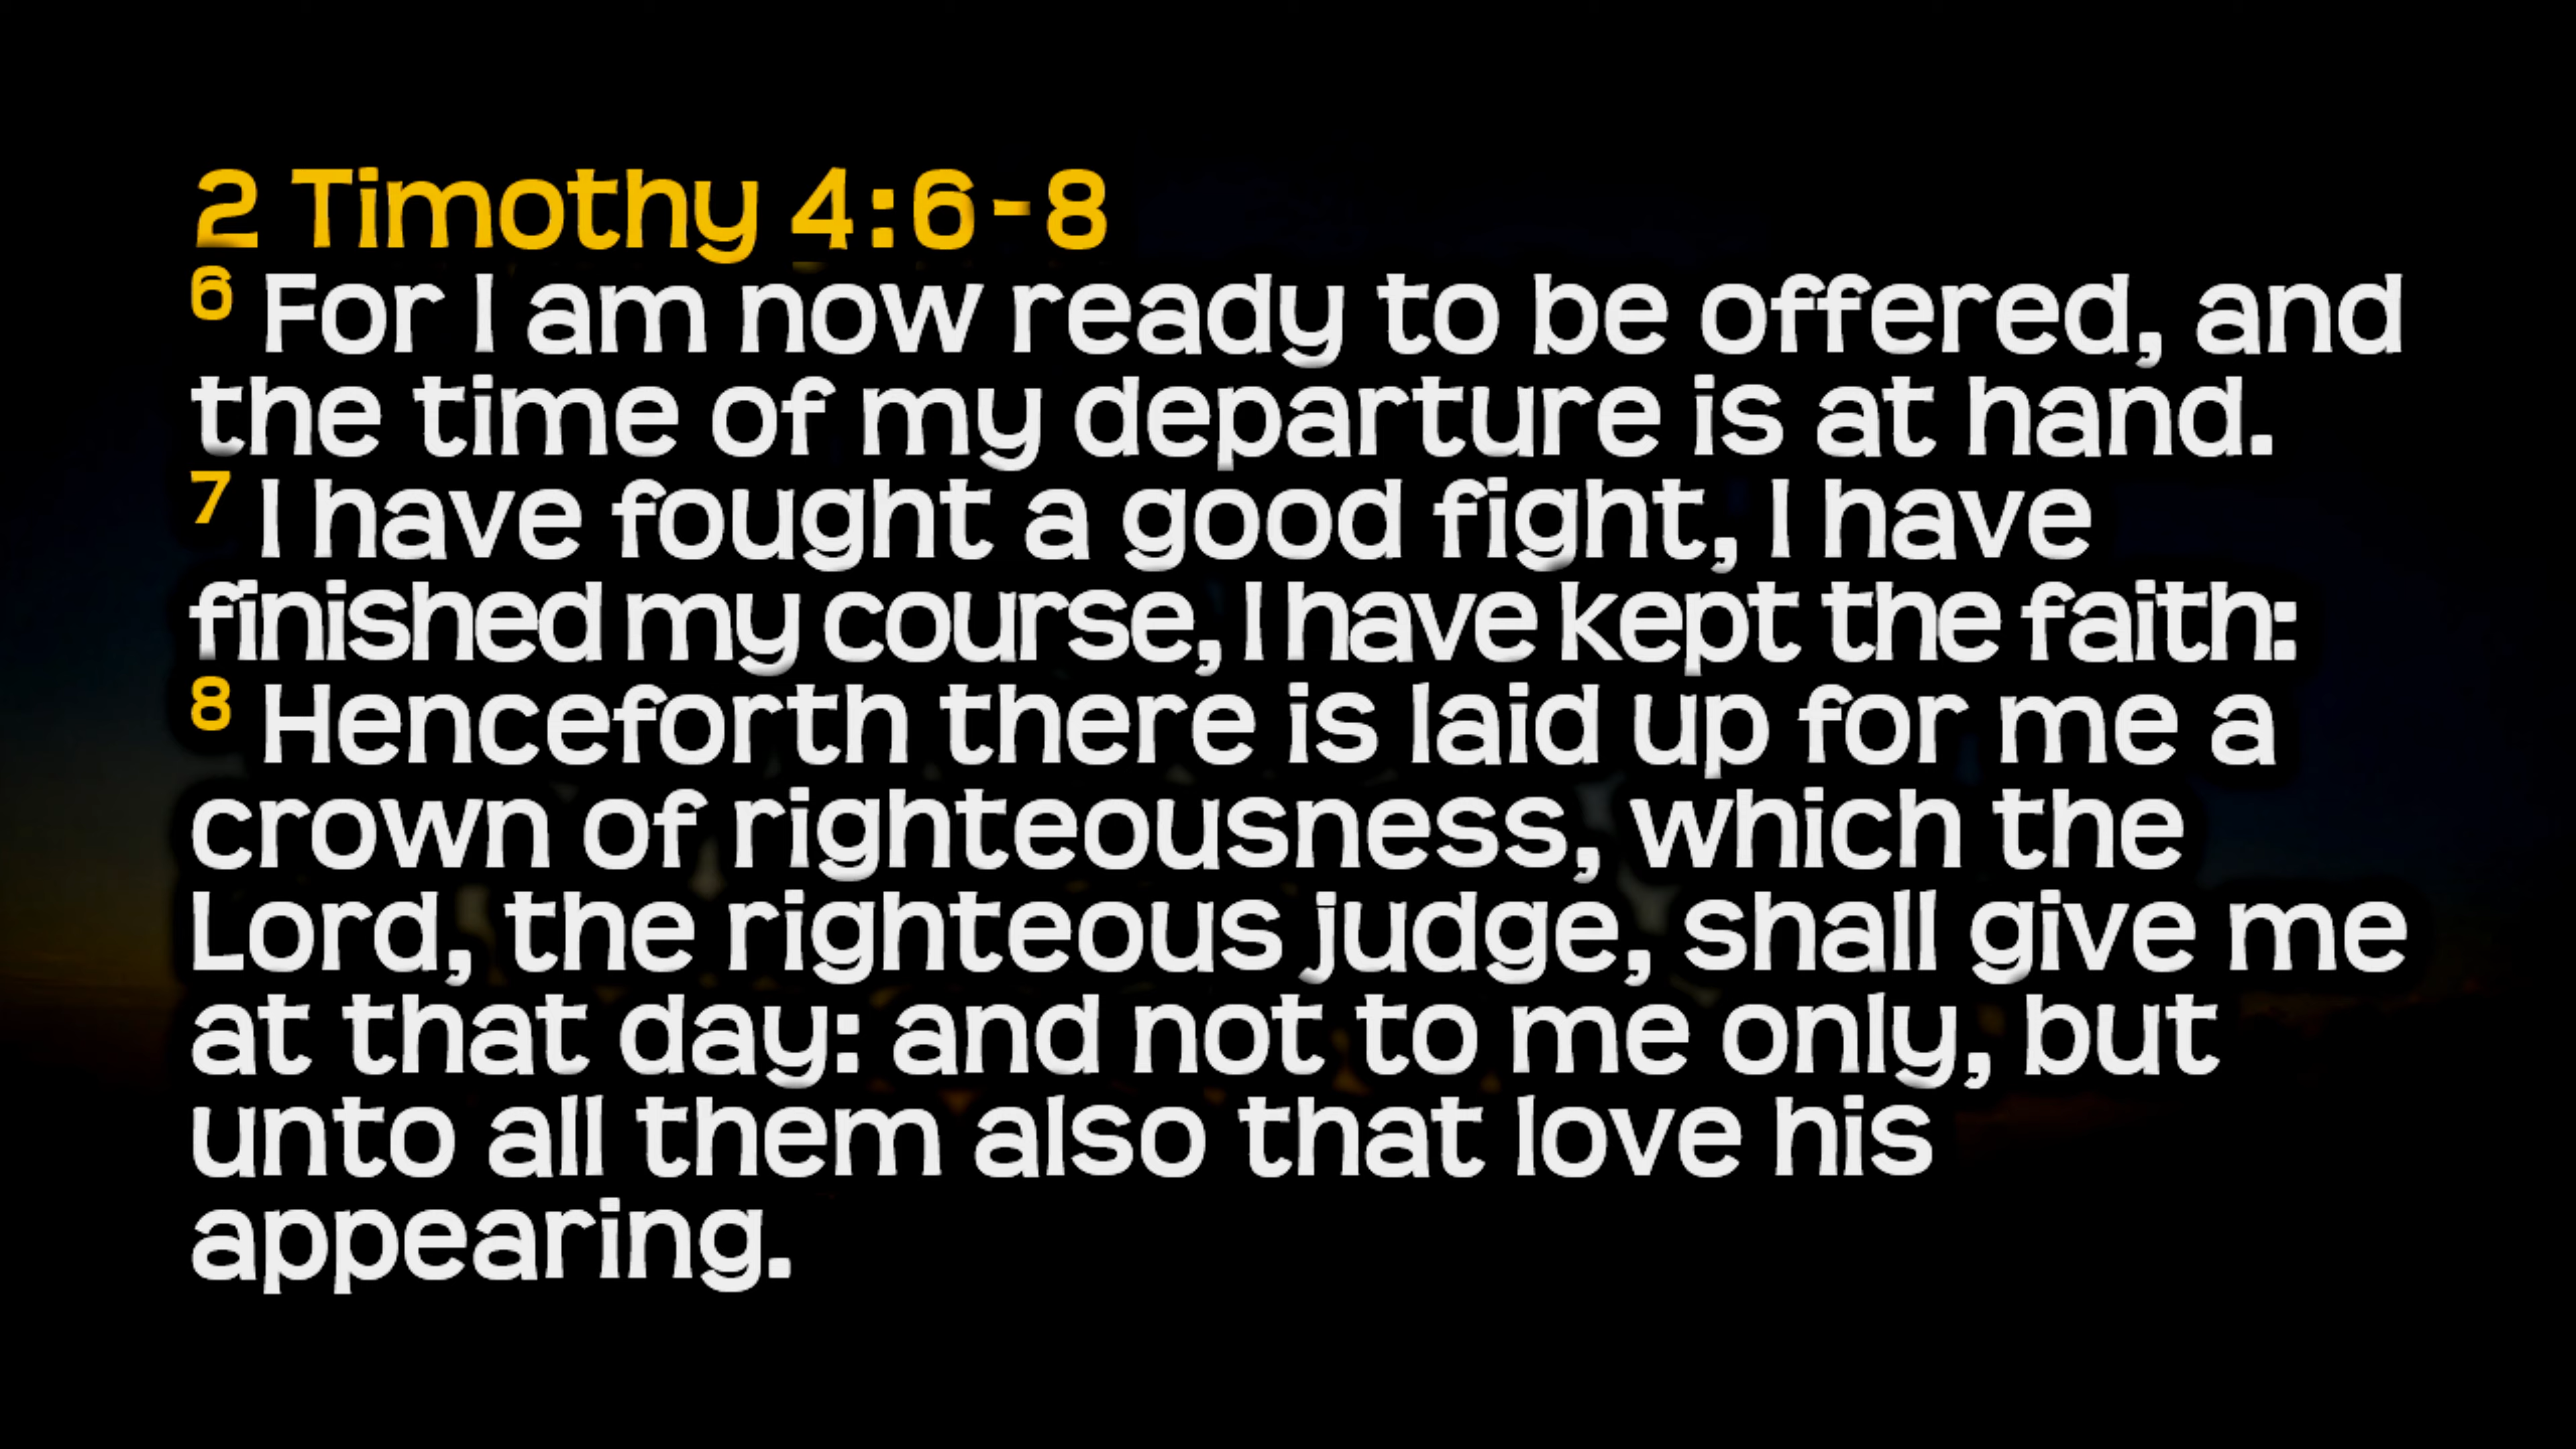 2 Timothy 4:6-8
6 For I am now ready to be offered, and
the time of my departure is at hand.
7 I have fought a good fight, I have
finished my course, I have kept the faith:
8 Henceforth there is laid up for me a
crown of righteousness, which the
Lord, the righteous judge, shall give me
at that day: and not to me only, but
unto all them also that love his
appearing.